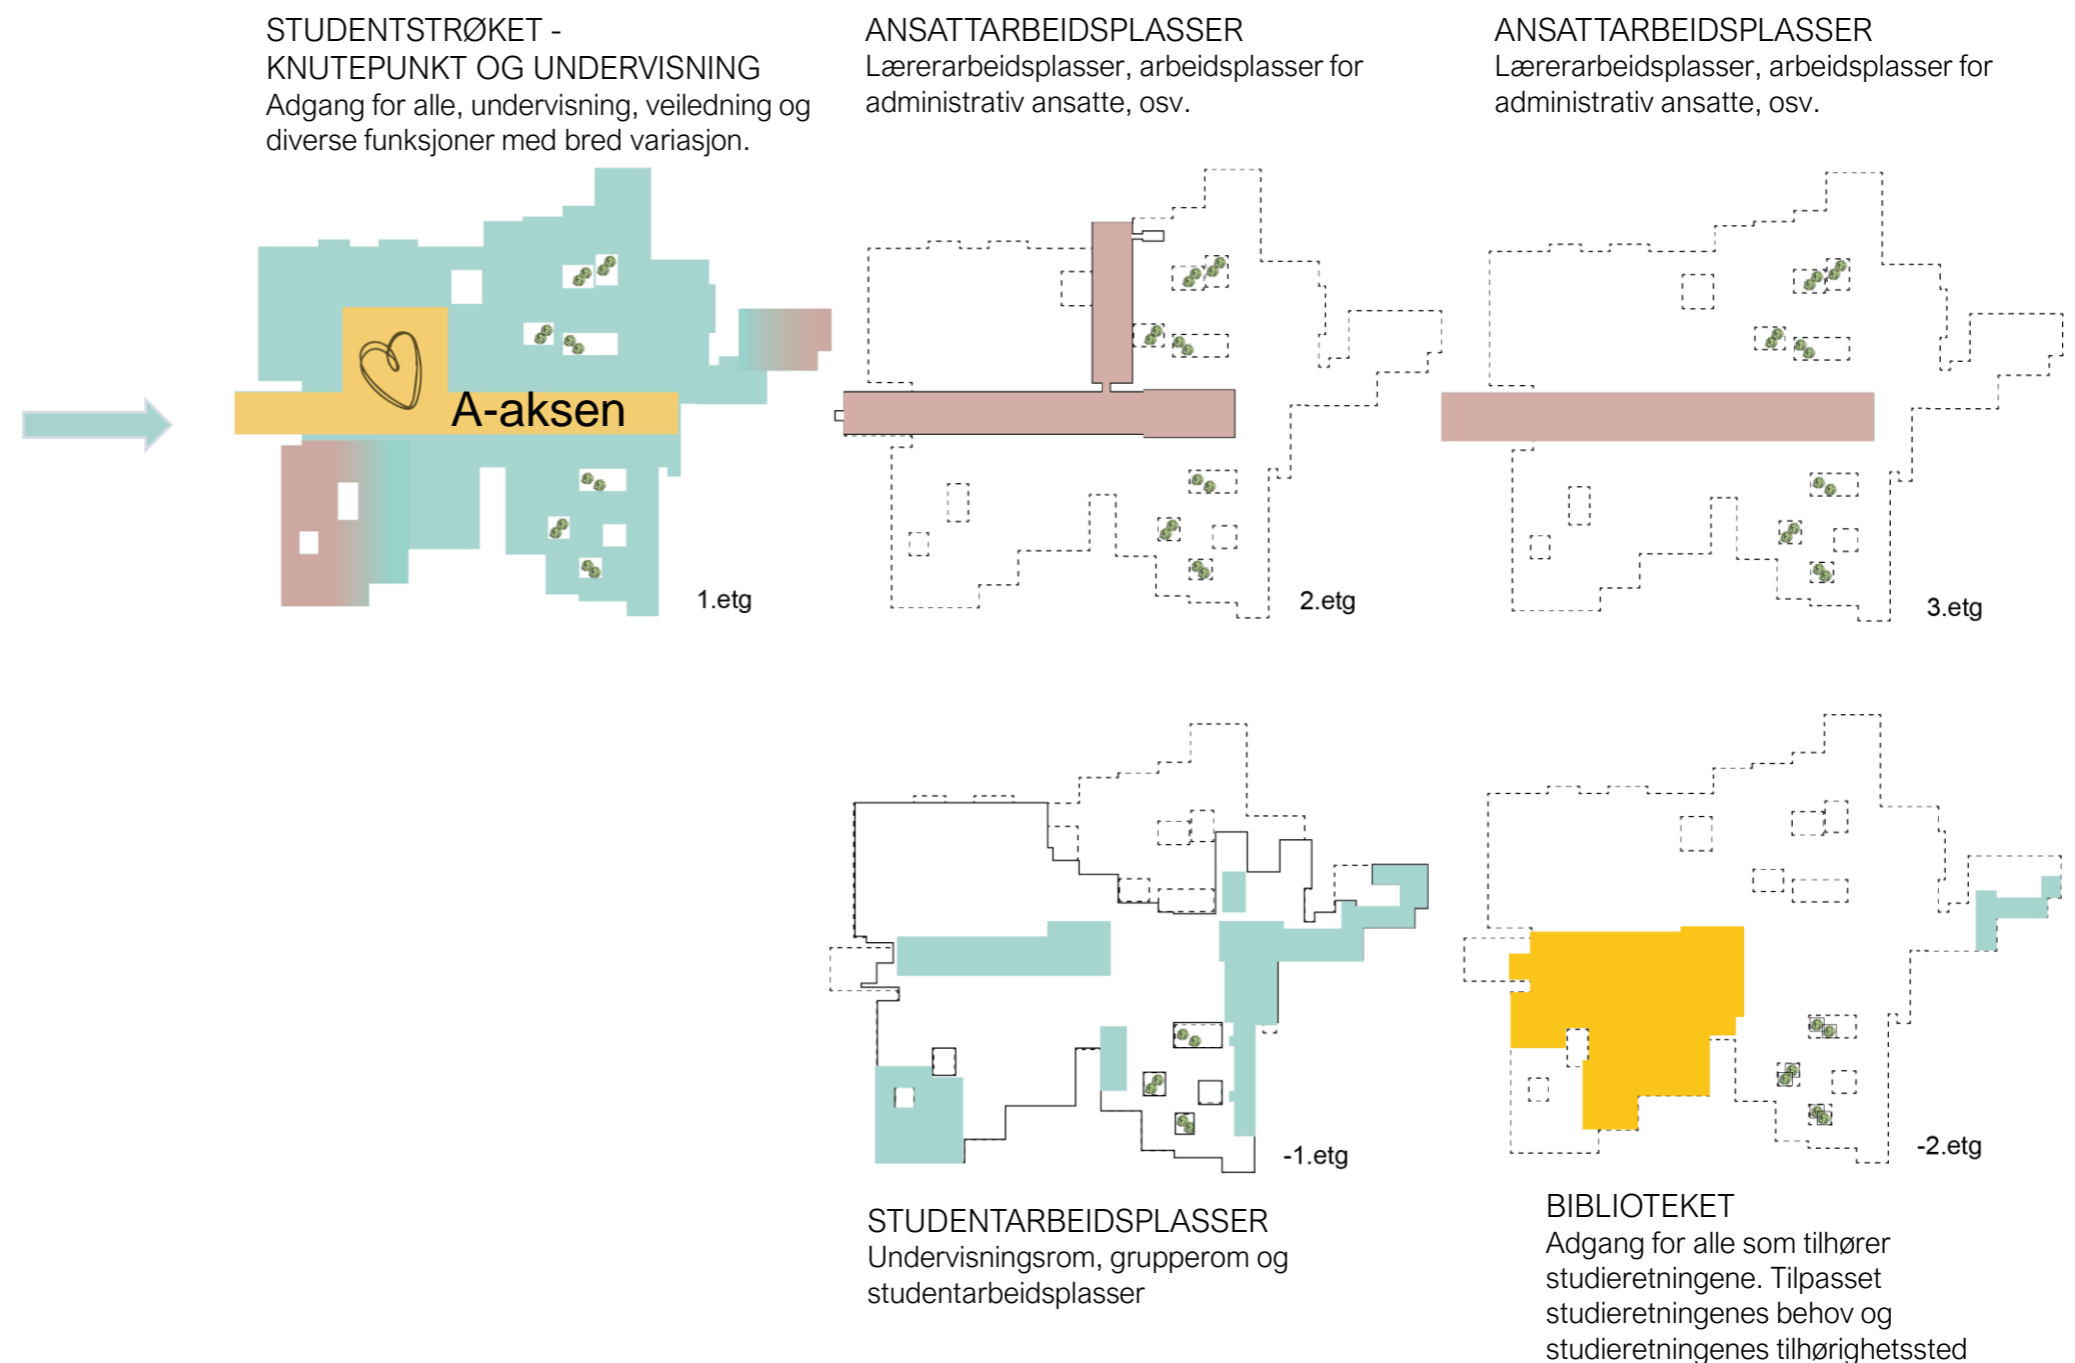 STUDENTSTRØKET -
KNUTEPUNKT OG UNDERVISNING
Adgang for alle, undervisning, veiledning og
diverse funksjoner med bred variasjon.
A-aksen
1.etg
ANSATTARBEIDSPLASSER
Lærerarbeidsplasser, arbeidsplasser for
administrativ ansatte, osv.
2.etg
ANSATTARBEIDSPLASSER
Lærerarbeidsplasser, arbeidsplasser for
administrativ ansatte, osv.
3.etg
-1.etg
STUDENTARBEIDSPLASSER
Undervisningsrom, grupperom og
studentarbeidsplasser
-2.etg
BIBLIOTEKET
Adgang for alle som tilhører
studieretningene. Tilpasset
studieretningenes behov og
studieretningenes tilhørighetssted